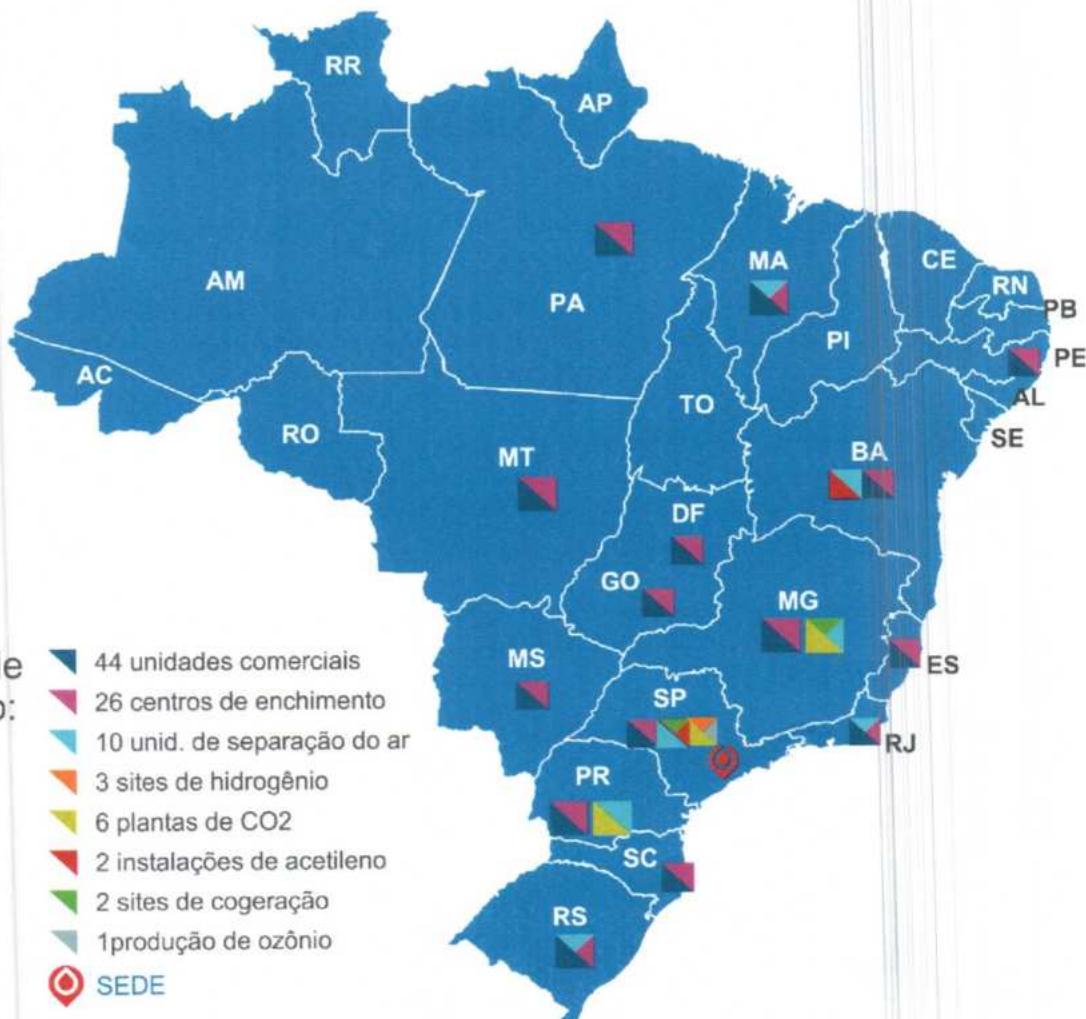 RR
AP
AM
PA
MA
CE
RN
PB
PI
PE
AC
TO
AL
RO
SE
MT
BA
DF
GO
MG
MS
ES
SP
RJ
PR
SC
RS
44 unidades comerciais
26 centros de enchimento
10 unid. de separação do ar
3 sites de hidrogênio
6 plantas de CO2
2 instalações de acetileno
2 sites de cogeração
1produção de ozônio
SEDE